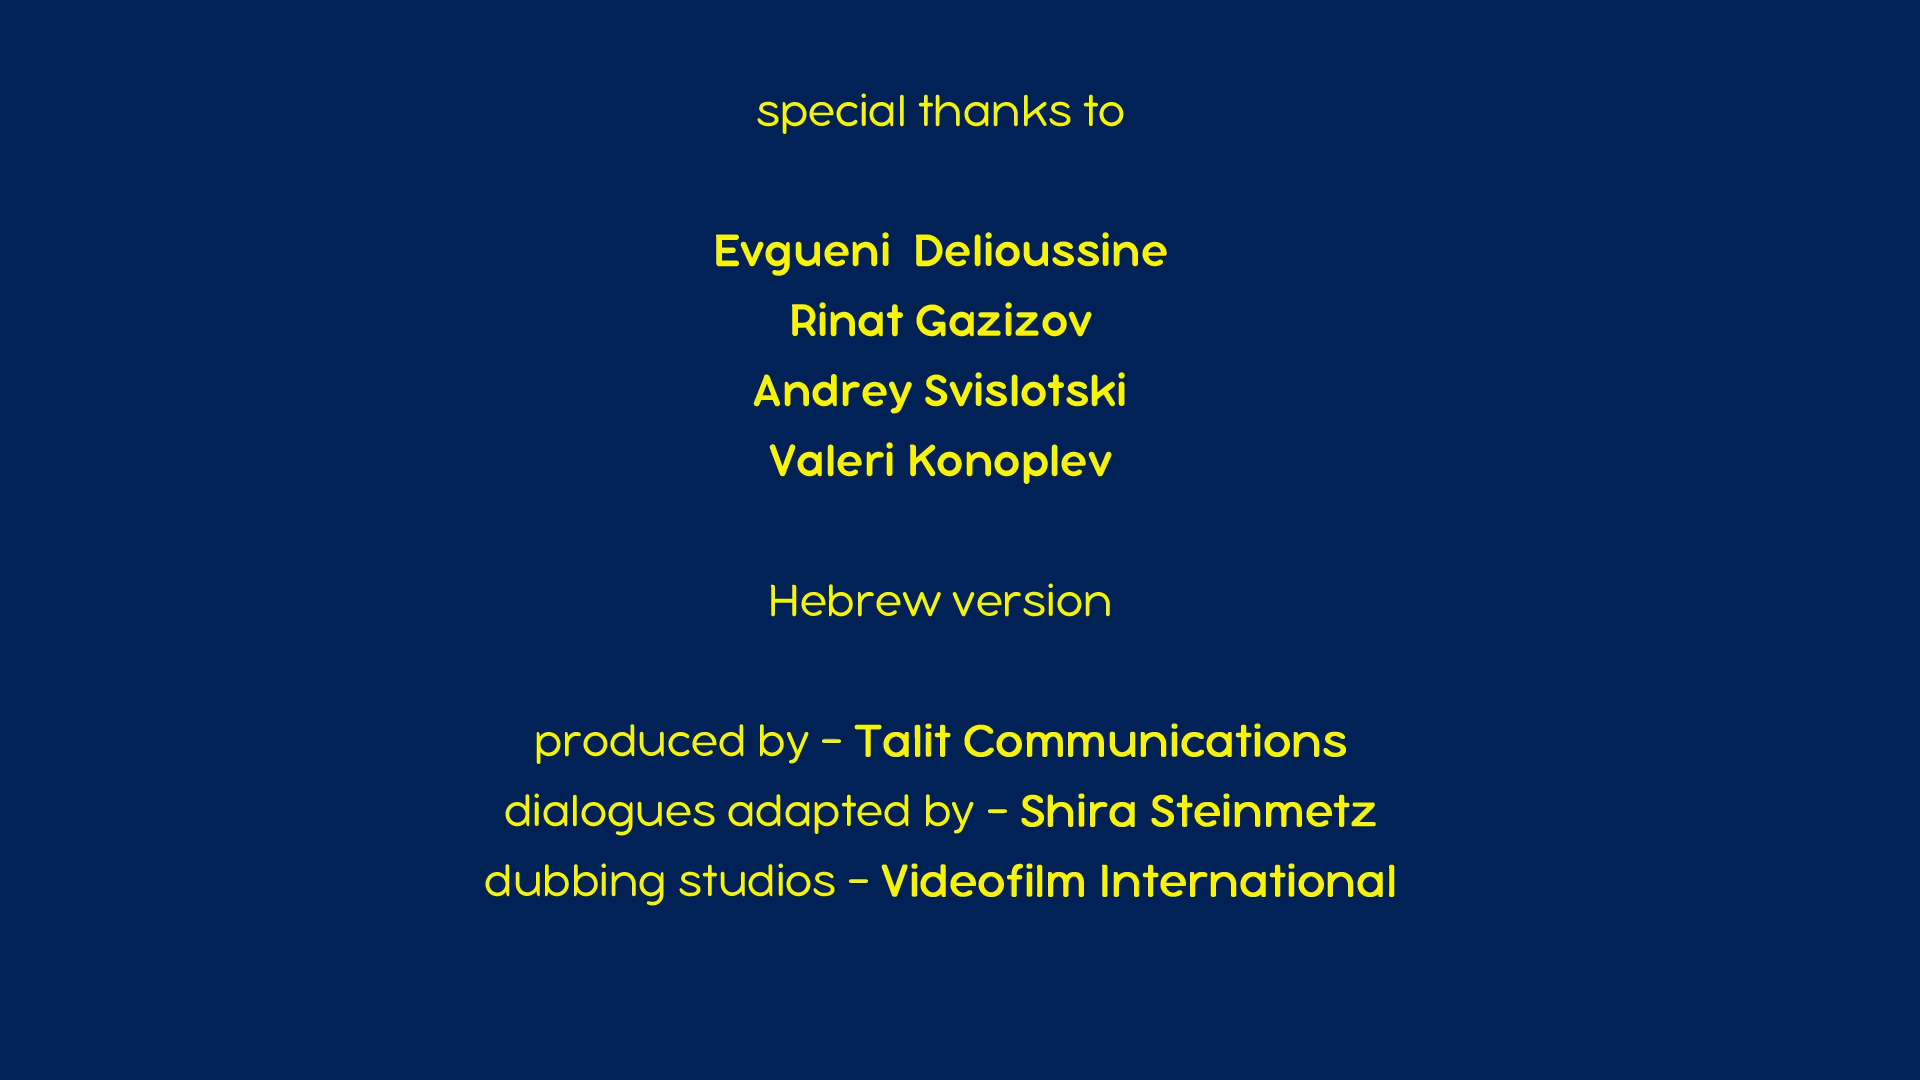 special thanks to
Evgueni  Delioussine
Rinat Gazizov
Andrey Svislotski
Valeri Konoplev
Hebrew version
produced by - Talit Communications
dialogues adapted by - Shira Steinmetz
dubbing studios - Videofilm International